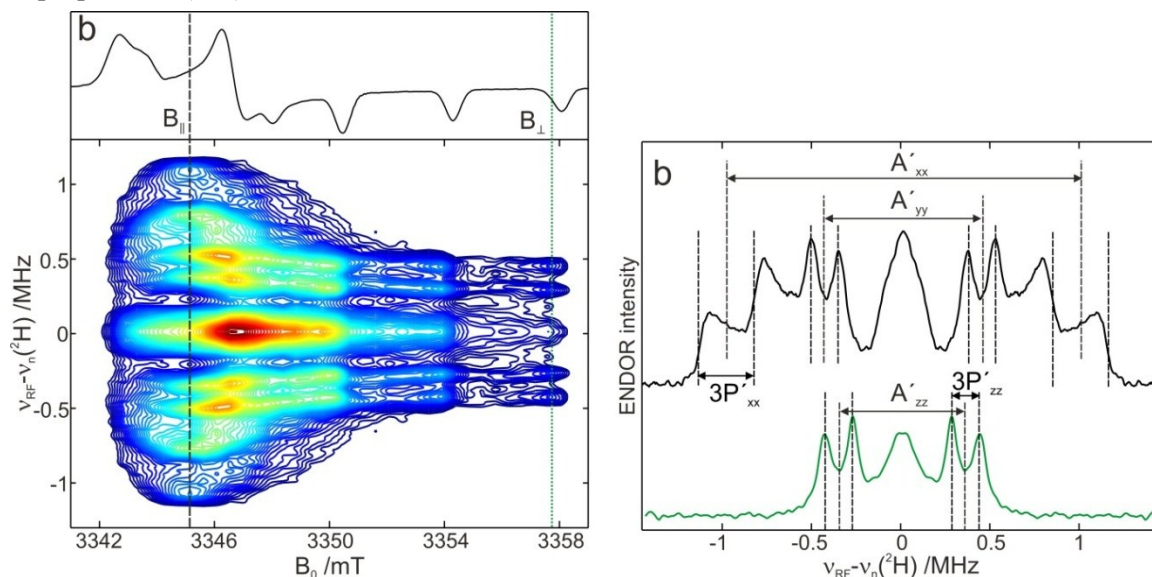 b
B||
B⊥
νRF-νn(²H) /MHz
1
0.5
0
-0.5
-1
3342
3346
3350
3354
3358
B₀ /mT
b
A´xx
A´yy
3P´xx
3P´zz
A´zz
ENDOR intensity
-1
-0.5
0
0.5
1
νRF-νn(²H) /MHz